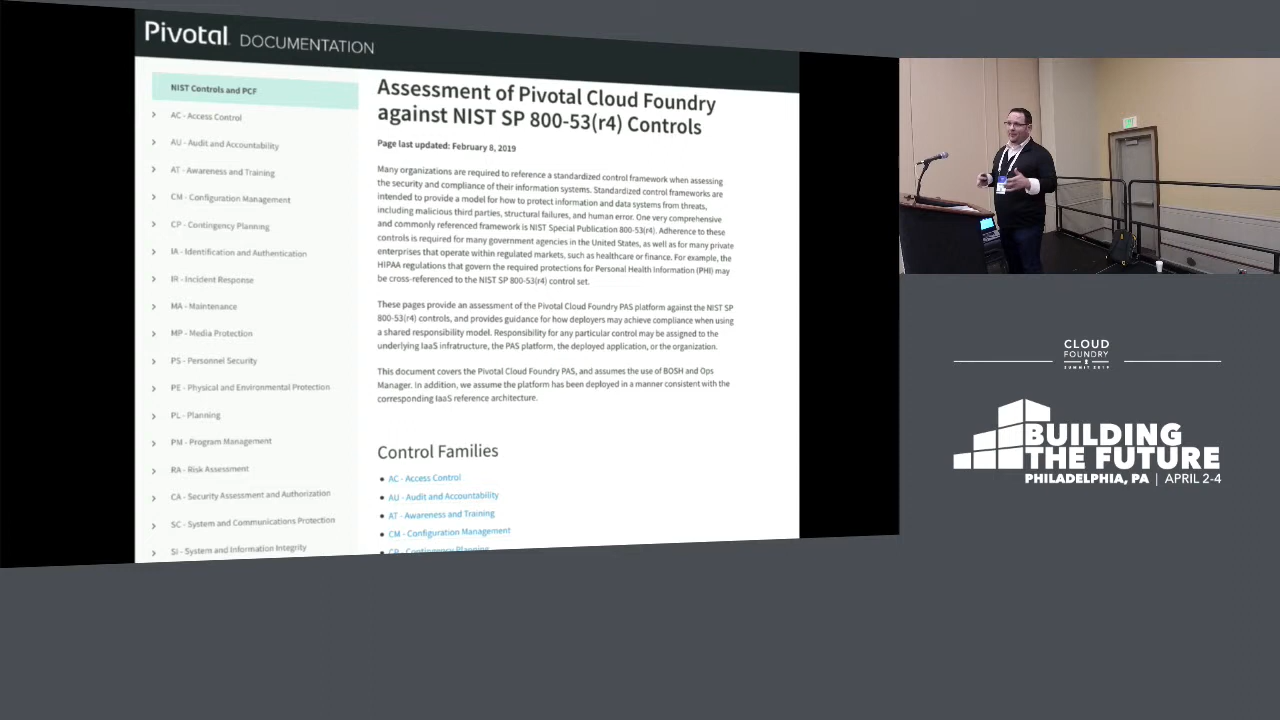 Pivotal DOCUMENTATION
NIST Controls and PCF
AC - Access Control
AU - Audit and Accountability
AT - Awareness and Training
CM - Configuration Management
CP - Contingency Planning
IA - Identification and Authentication
IR - Incident Response
MA - Maintenance
MP - Media Protection
PS - Personnel Security
PE - Physical and Environmental Protection
PL - Planning
PM - Program Management
RA - Risk Assessment
CA - Security Assessment and Authorization
SC - System and Communications Protection
SI - System and Information Integrity
Assessment of Pivotal Cloud Foundry
against NIST SP 800-53(r4) Controls
Page last updated: February 8, 2019
Many organizations are required to reference a standardized control framework when assessing
the security and compliance of their information systems. Standardized control frameworks are
intended to provide a model for how to protect information and data systems from threats,
including malicious third parties, structural failures, and human error. One very comprehensive
and commonly referenced framework is NIST Special Publication 800-53(r4). Adherence to these
controls is required for many government agencies in the United States, as well as for many private
enterprises that operate within regulated markets, such as healthcare or finance. For example, the
HIPAA regulations that govern the required protections for Personal Health Information (PHI) may
be cross-referenced to the NIST SP 800-53(r4) control set.
These pages provide an assessment of the Pivotal Cloud Foundry PAS platform against the NIST SP
800-53(r4) controls, and provides guidance for how deployers may achieve compliance when using
a shared responsibility model. Responsibility for any particular control may be assigned to the
underlying IaaS infratructure, the PAS platform, the deployed application, or the organization.
This document covers the Pivotal Cloud Foundry PAS, and assumes the use of BOSH and Ops
Manager. In addition, we assume the platform has been deployed in a manner consistent with the
corresponding IaaS reference architecture.
Control Families
AC - Access Control
AU - Audit and Accountability
AT - Awareness and Training
CM - Configuration Management
CP - Contingency Planning
CLOUD
FOUNDRY
SUMMIT 2019
BUILDING
THE FUTURE
PHILADELPHIA, PA | APRIL 2-4